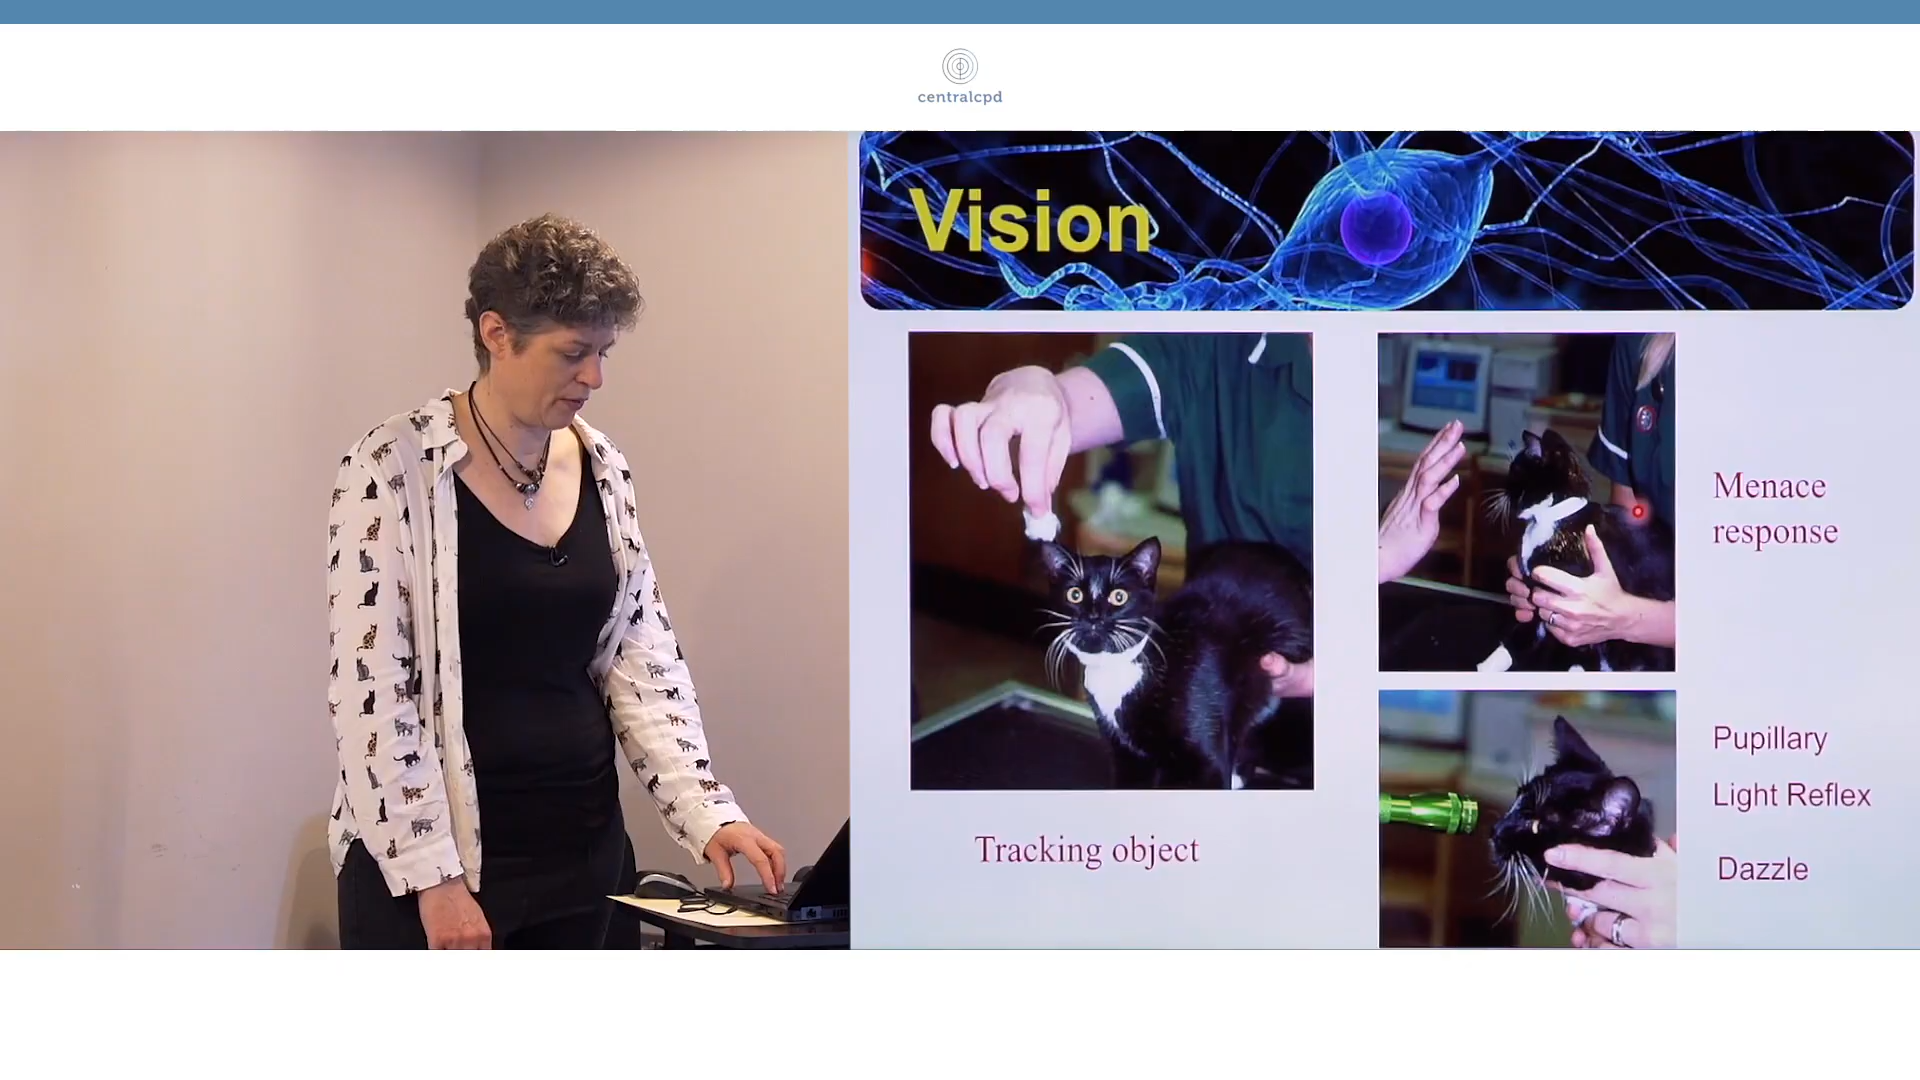 centralcpd
Vision
Menace
response
Pupillary
Light Reflex
Dazzle
Tracking object